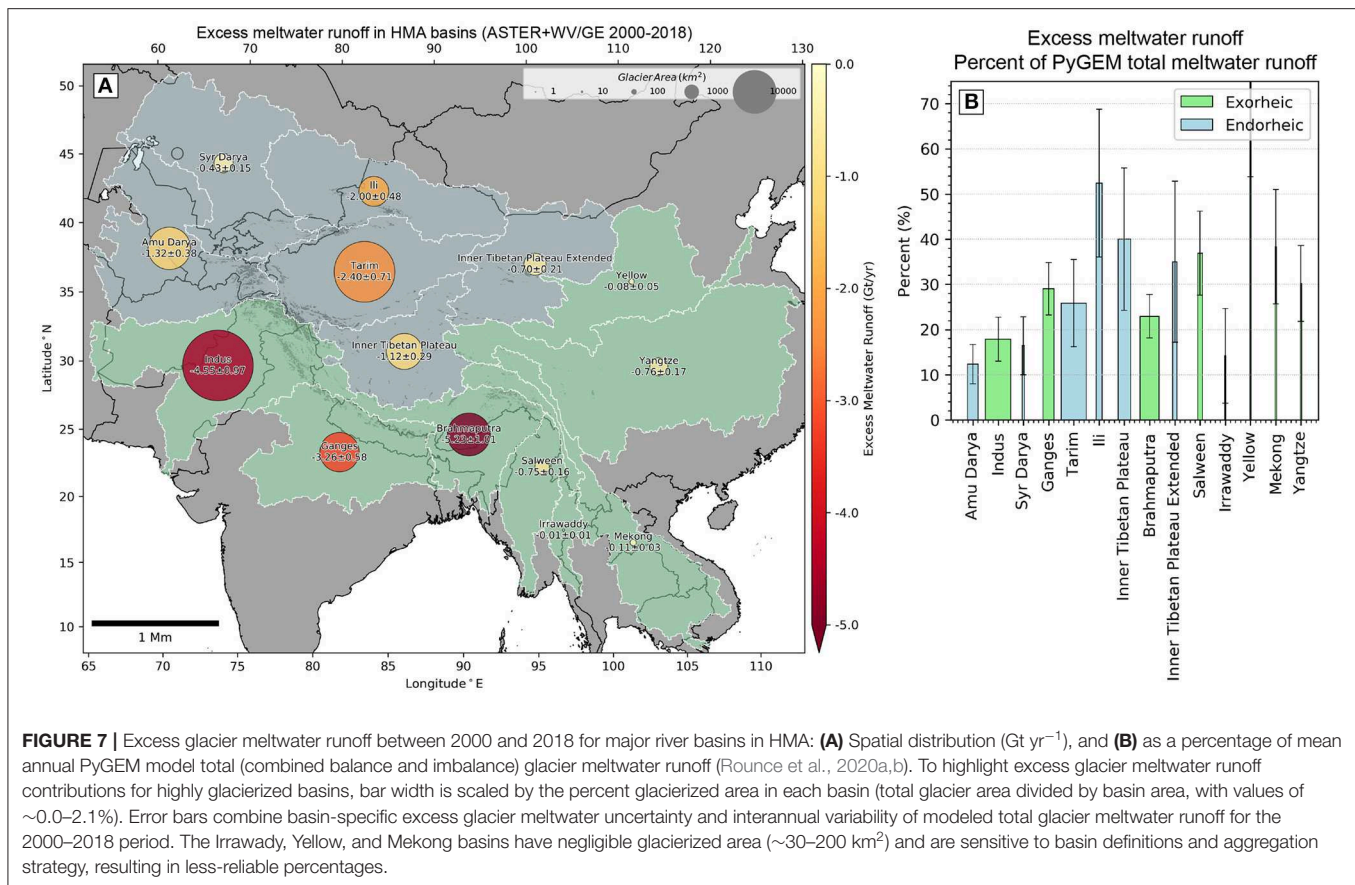 Excess meltwater runoff in HMA basins (ASTER+WV/GE 2000-2018)
60 70 80 90 100 110 120 130
A
Glacier Area (km²)
1 10 100 1000 10000
50
45
40
35
30
25
20
15
10
Latitude°N
Syr Darya
0.43±0.15
Ili
-2.00±0.48
Amu Darya
-1.32±0.38
Tarim
-2.40±0.71
Inner Tibetan Plateau Extended
-0.70±0.21
Yellow
-0.08±0.05
Inner Tibetan Plateau
-1.12±0.29
Indus
-4.55±0.97
Yangtze
-0.76±0.17
Brahmaputra
-5.29±1.01
Ganges
-3.26±0.58
Salween
-0.75±0.16
Irrawaddy
-0.01±0.01
Mekong
-0.11±0.03
1 Mm
65 70 75 80 85 90 95 100 105 110
Longitude°E
0.0
-1.0
-2.0
-3.0
-4.0
-5.0
Excess Meltwater Runoff (Gt/yr)
Excess meltwater runoff
Percent of PyGEM total meltwater runoff
B
Exorheic
Endorheic
70
60
50
40
30
20
10
0
Percent (%)
Amu Darya
Indus
Syr Darya
Ganges
Tarim
Ili
Inner Tibetan Plateau
Brahmaputra
Inner Tibetan Plateau Extended
Salween
Irrawaddy
Yellow
Mekong
Yangtze
FIGURE 7 | Excess glacier meltwater runoff between 2000 and 2018 for major river basins in HMA: (A) Spatial distribution (Gt yr⁻¹), and (B) as a percentage of mean
annual PyGEM model total (combined balance and imbalance) glacier meltwater runoff (Rounce et al., 2020a,b). To highlight excess glacier meltwater runoff
contributions for highly glacierized basins, bar width is scaled by the percent glacierized area in each basin (total glacier area divided by basin area, with values of
~0.0–2.1%). Error bars combine basin-specific excess glacier meltwater uncertainty and interannual variability of modeled total glacier meltwater runoff for the
2000–2018 period. The Irrawady, Yellow, and Mekong basins have negligible glacierized area (~30–200 km²) and are sensitive to basin definitions and aggregation
strategy, resulting in less-reliable percentages.